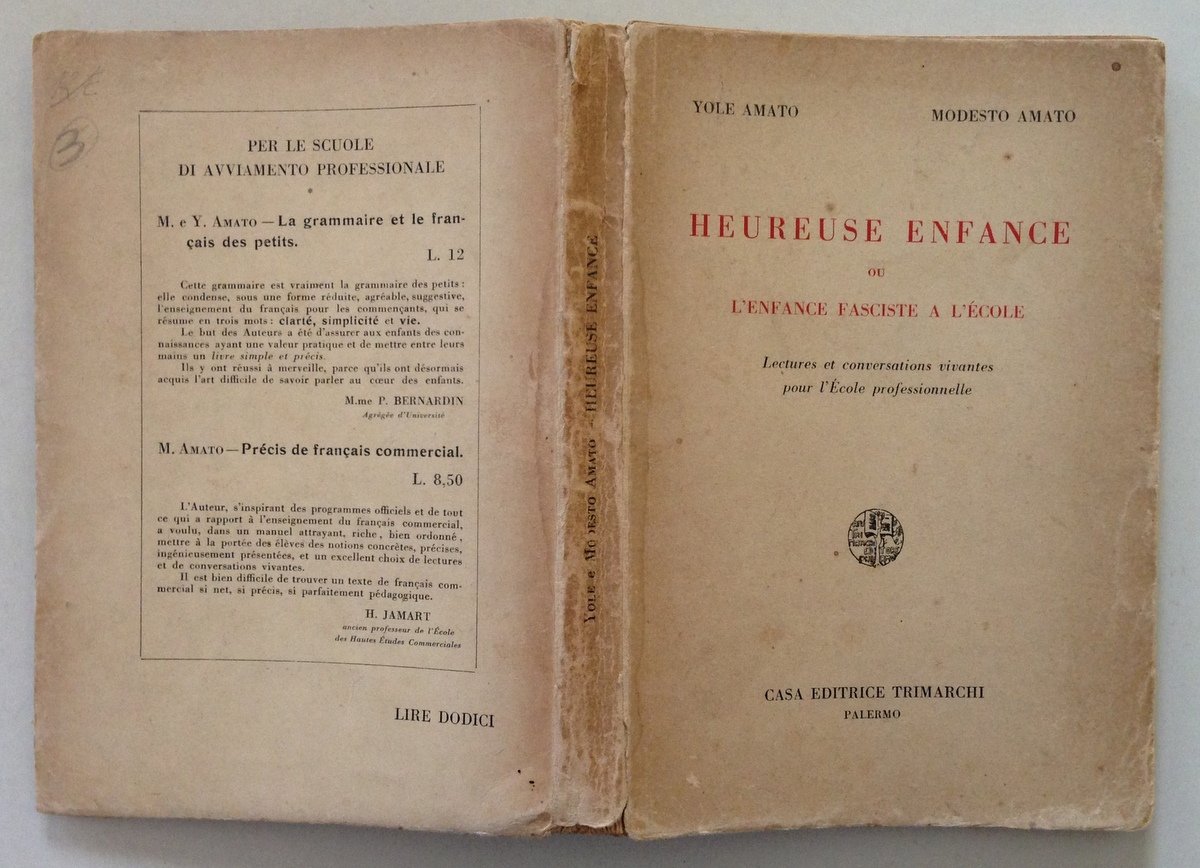 3
PER LE SCUOLE
DI AVVIAMENTO PROFESSIONALE
M. e Y. AMATO — La grammaire et le fran-
çais des petits.
L. 12
Cette grammaire est vraiment la grammaire des petits :
elle condense, sous une forme réduite, agréable, suggestive,
l'enseignement du français pour les commençants, qui se
résume en trois mots : clarté, simplicité et vie.
Le but des Auteurs a été d'assurer aux enfants des con-
naissances ayant une valeur pratique et de mettre entre leurs
mains un livre simple et précis.
Ils y ont réussi à merveille, parce qu'ils ont désormais
acquis l'art difficile de savoir parler au cœur des enfants.
M.me P. BERNARDIN
Agrégée d'Université
M. AMATO — Précis de français commercial.
L. 8,50
L'Auteur, s'inspirant des programmes officiels et de tout
ce qui a rapport à l'enseignement du français commercial,
a voulu, dans un manuel attrayant, riche, bien ordonné,
mettre à la portée des élèves des notions concrètes, précises,
ingénieusement présentées, et un excellent choix de lectures
et de conversations vivantes.
Il est bien difficile de trouver un texte de français com-
mercial si net, si précis, si parfaitement pédagogique.
H. JAMART
ancien professeur de l'École
des Hautes Études Commerciales
LIRE DODICI
YOLE e MODESTO AMATO - HEUREUSE ENFANCE
YOLE AMATO MODESTO AMATO
HEUREUSE ENFANCE
OU
L'ENFANCE FASCISTE A L'ÉCOLE
Lectures et conversations vivantes
pour l'École professionnelle
CASA EDITRICE TRIMARCHI
PALERMO